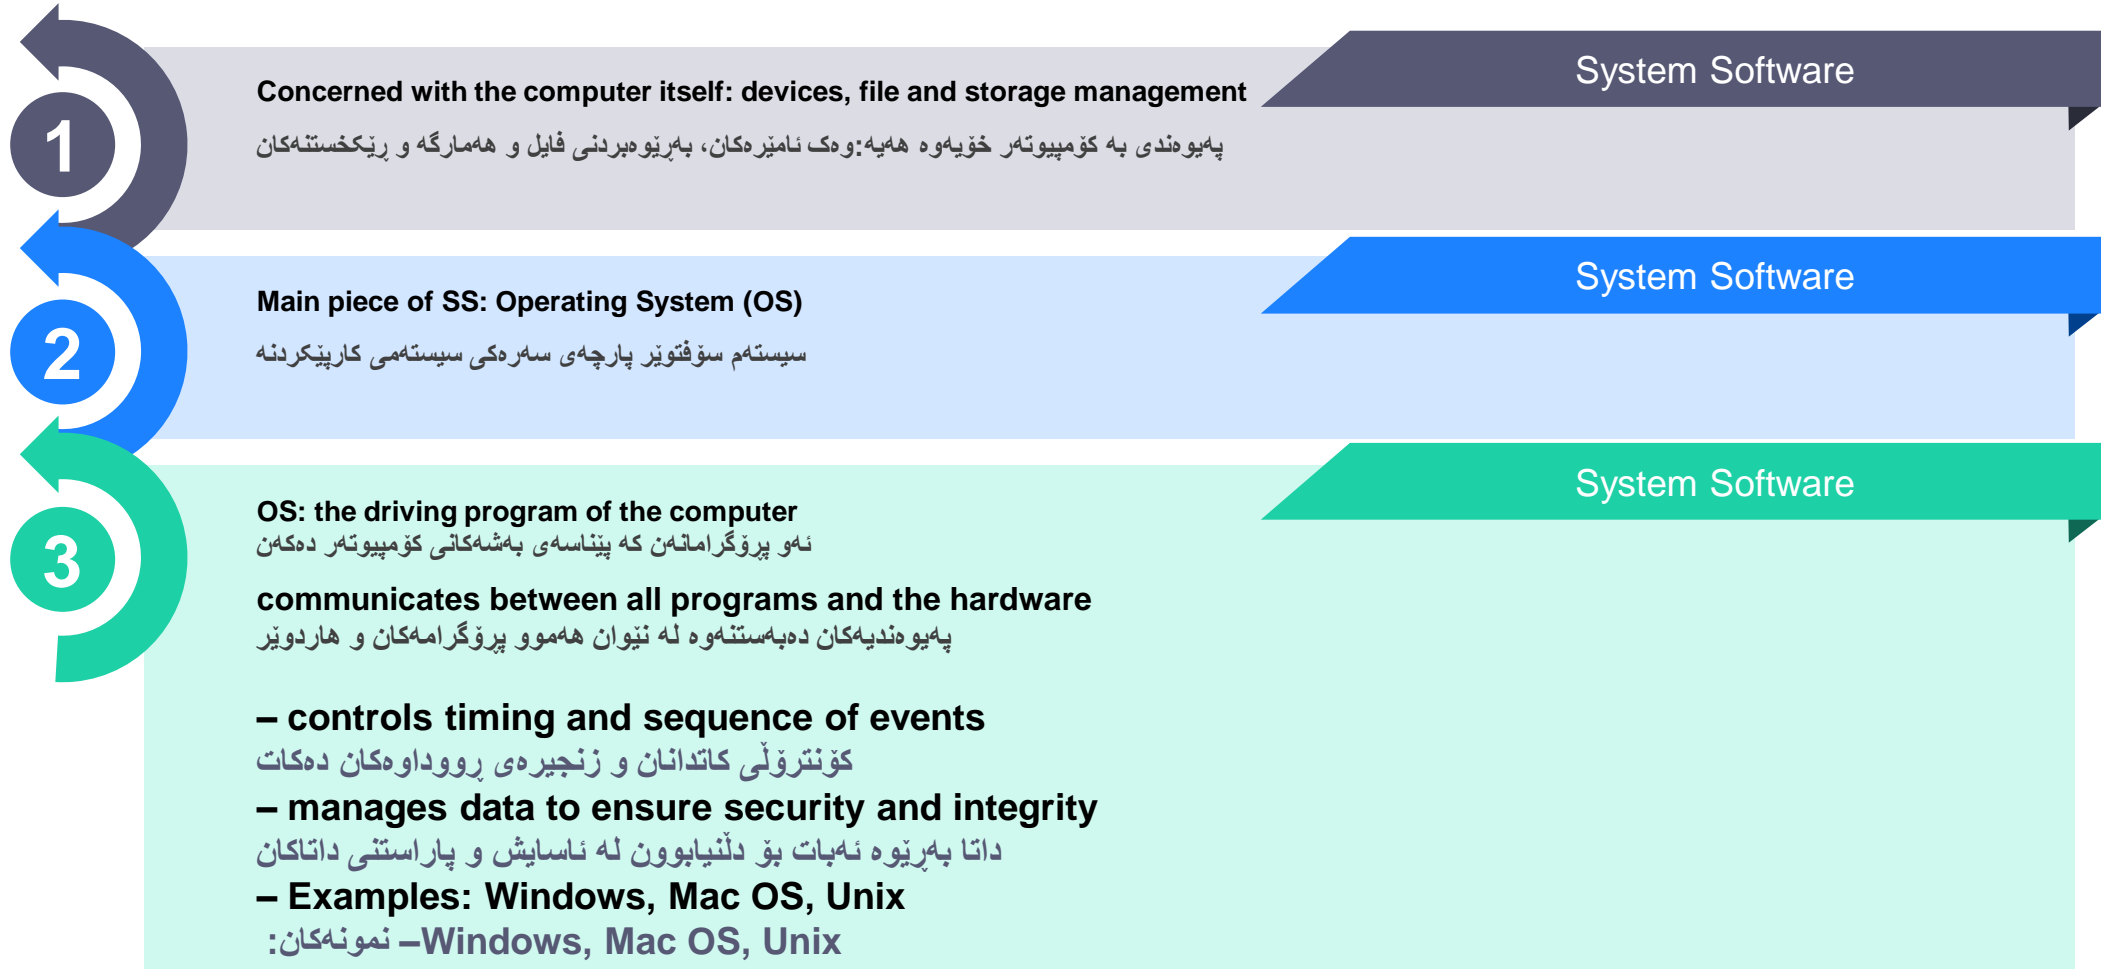 1
System Software
Concerned with the computer itself: devices, file and storage management
پەیوەندی بە کۆمپیوتەر خۆیەوە هەیە:وەک ئامێرەکان، بەڕێوەبردنی فایل و هەمارگە و ڕێکخستنەکان
2
System Software
Main piece of SS: Operating System (OS)
سیستەم سۆفتوێر پارچەی سەرەکی سیستەمی کارپێکردنە
3
System Software
OS: the driving program of the computer
ئەو پڕۆگرامانەن کە پێناسەی بەشەکانی کۆمپیوتەر دەکەن
communicates between all programs and the hardware
پەیوەندیەکان دەبەستنەوە لە نێوان هەموو پڕۆگرامەکان و هاردوێر
– controls timing and sequence of events
کۆنترۆڵی کاتدانان و زنجیرەی ڕووداوەکان دەکات
– manages data to ensure security and integrity
داتا بەڕێوە ئەبات بۆ دڵنیابوون لە ئاسایش و پاراستنی داتاکان
– Examples: Windows, Mac OS, Unix
نمونەکان: –Windows, Mac OS, Unix